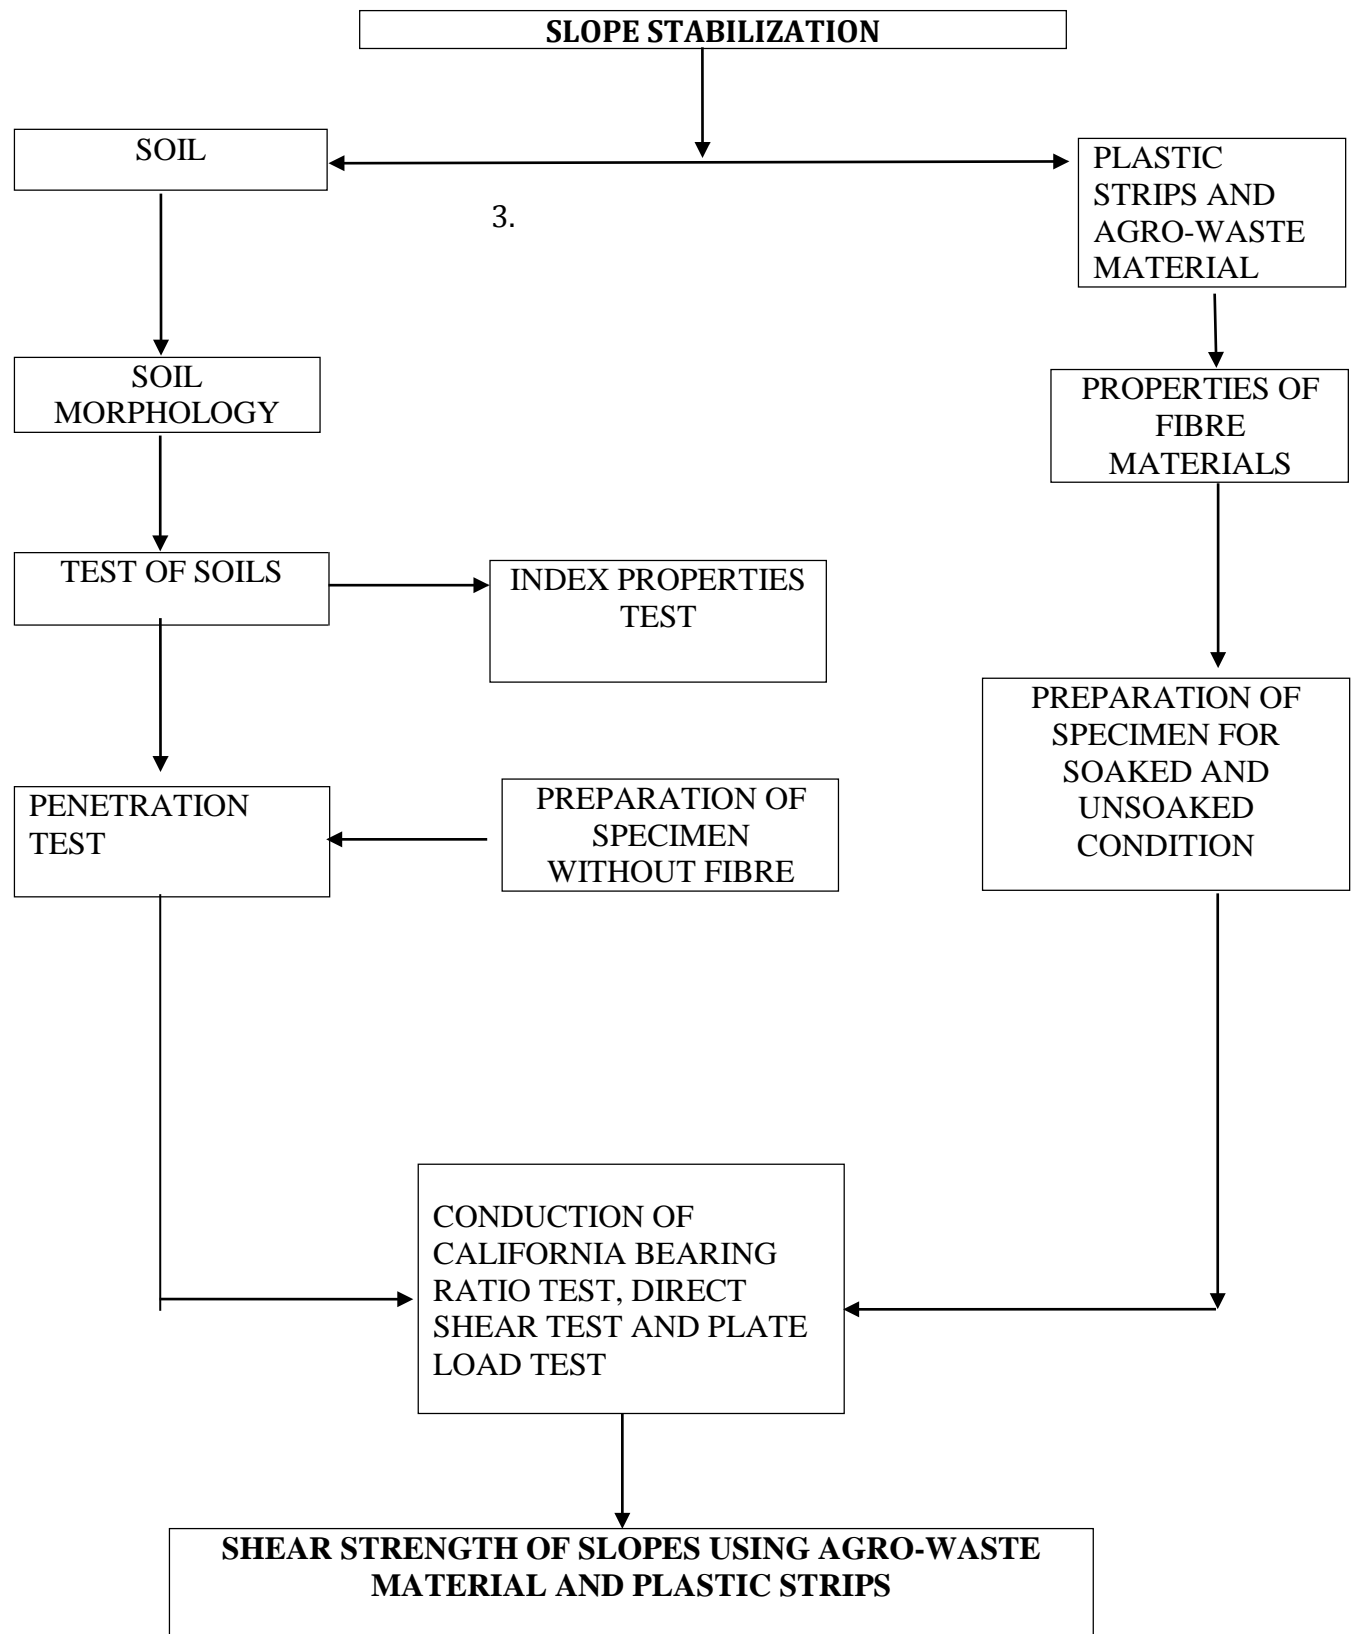 SLOPE STABILIZATION
SOIL
PLASTIC
STRIPS AND
AGRO-WASTE
MATERIAL
3.
SOIL
MORPHOLOGY
PROPERTIES OF
FIBRE
MATERIALS
TEST OF SOILS
INDEX PROPERTIES
TEST
PREPARATION OF
SPECIMEN FOR
SOAKED AND
UNSOAKED
CONDITION
PENETRATION
TEST
PREPARATION OF
SPECIMEN
WITHOUT FIBRE
CONDUCTION OF
CALIFORNIA BEARING
RATIO TEST, DIRECT
SHEAR TEST AND PLATE
LOAD TEST
SHEAR STRENGTH OF SLOPES USING AGRO-WASTE
MATERIAL AND PLASTIC STRIPS